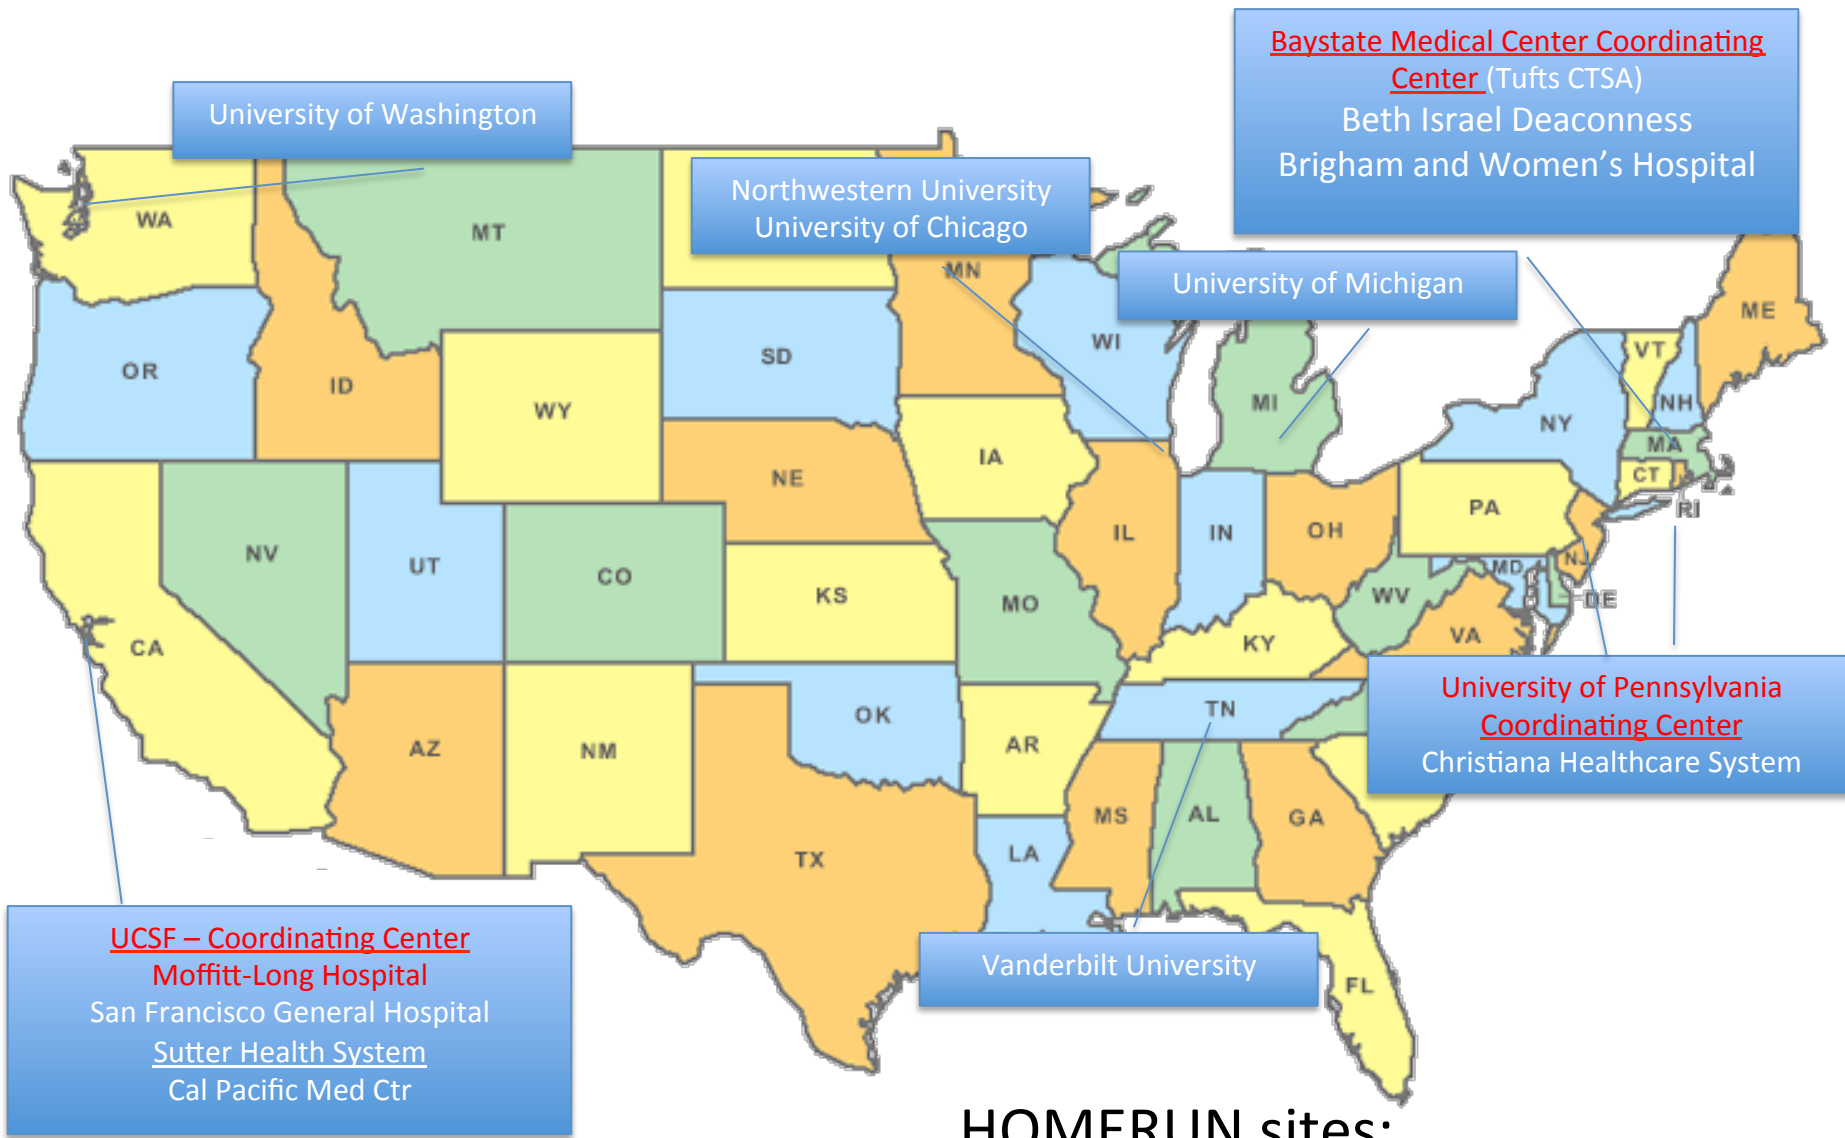 Baystate Medical Center Coordinating
Center (Tufts CTSA)
Beth Israel Deaconness
Brigham and Women's Hospital
University of Washington
Northwestern University
University of Chicago
University of Michigan
WA
MT
MN
OR
ID
SD
WI
MI
VT
ME
NH
NY
MA
CT
RI
WY
IA
NE
PA
NV
UT
CO
KS
MO
IL
IN
OH
NJ
MD
DE
WV
VA
KY
CA
University of Pennsylvania
Coordinating Center
Christiana Healthcare System
TN
AZ
NM
OK
AR
MS
AL
GA
TX
LA
FL
UCSF – Coordinating Center
Moffitt-Long Hospital
San Francisco General Hospital
Sutter Health System
Cal Pacific Med Ctr
Vanderbilt University
HOMERUN sites: